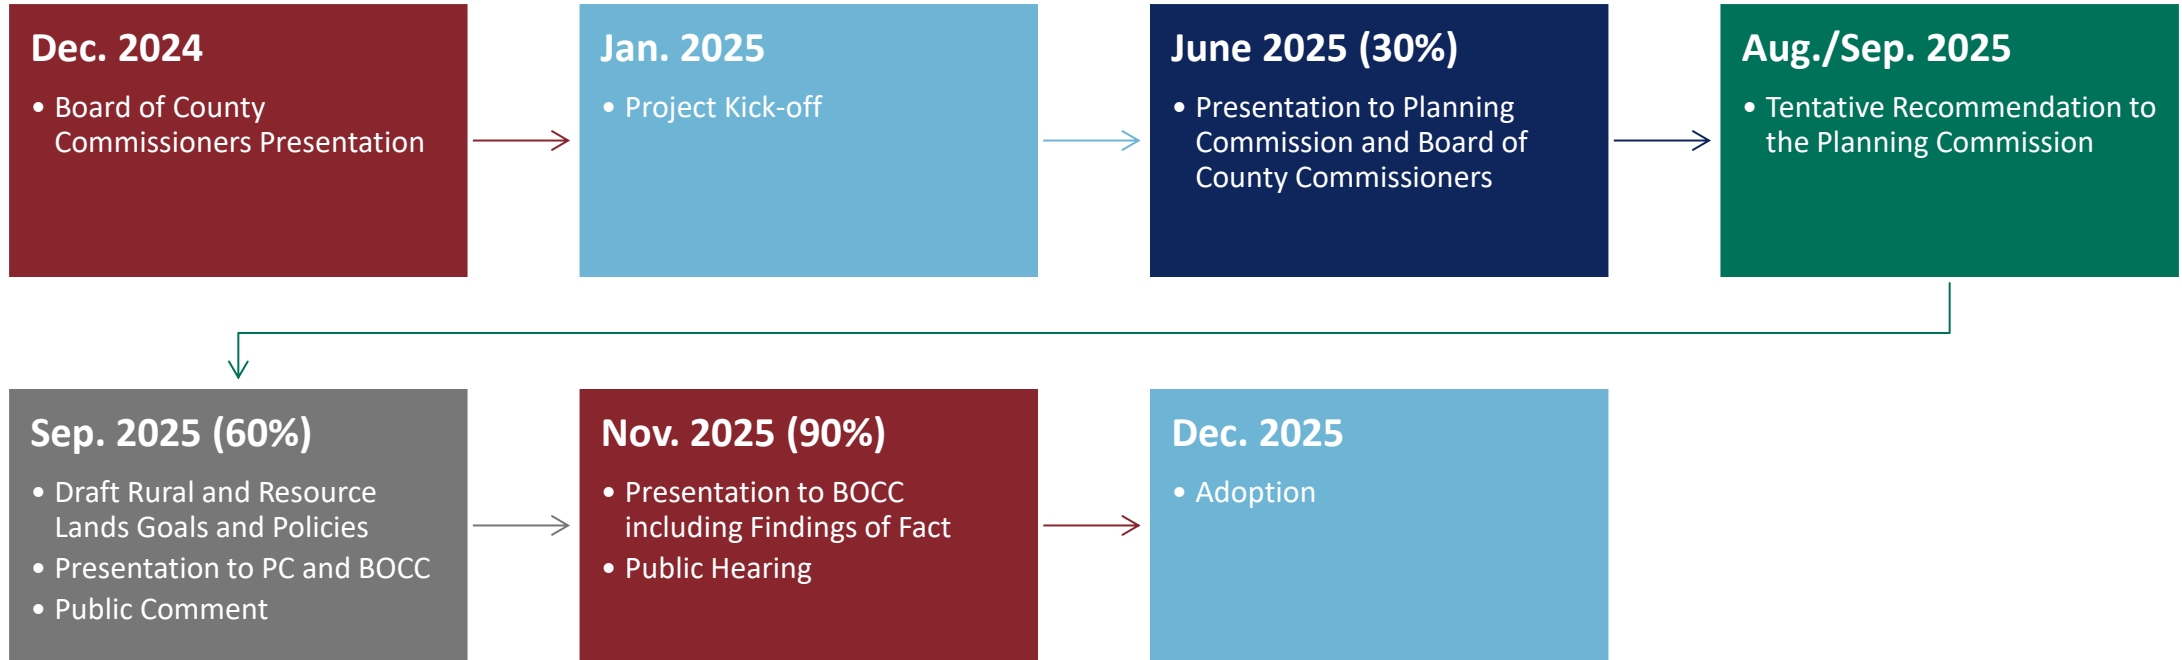 Dec. 2024
• Board of County
Commissioners Presentation
Jan. 2025
• Project Kick-off
June 2025 (30%)
• Presentation to Planning
Commission and Board of
County Commissioners
Aug./Sep. 2025
• Tentative Recommendation to
the Planning Commission
Sep. 2025 (60%)
• Draft Rural and Resource
Lands Goals and Policies
• Presentation to PC and BOCC
• Public Comment
Nov. 2025 (90%)
• Presentation to BOCC
including Findings of Fact
• Public Hearing
Dec. 2025
• Adoption